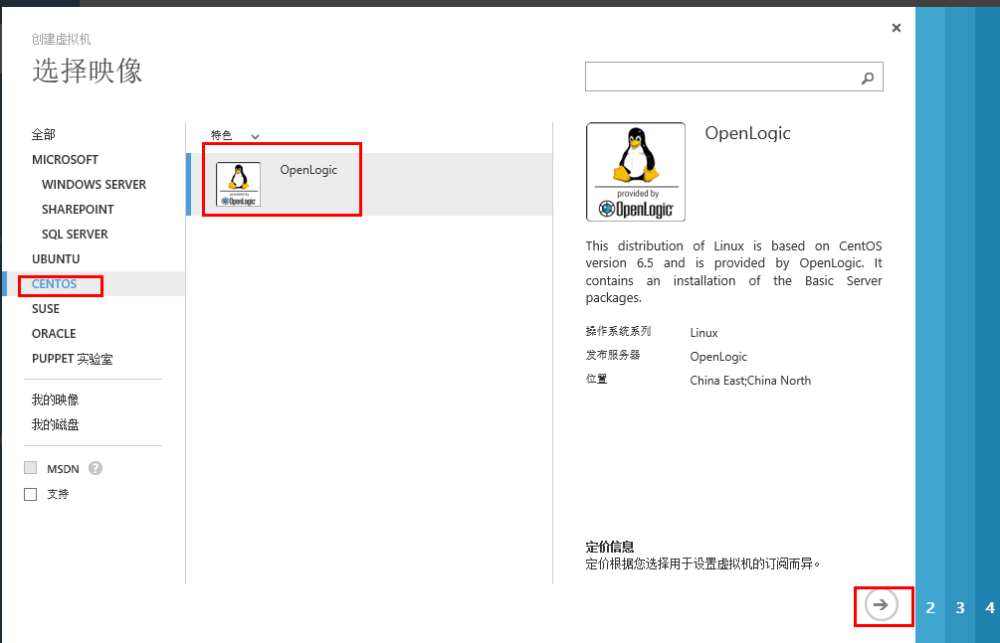 创建虚拟机
选择映像
全部
MICROSOFT
WINDOWS SERVER
SHAREPOINT
SQL SERVER
UBUNTU
CENTOS
SUSE
ORACLE
PUPPET 实验室
我的映像
我的磁盘
MSDN ?
支持
特色
provided by
OpenLogic
OpenLogic
provided by
OpenLogic
OpenLogic
This distribution of Linux is based on CentOS
version 6.5 and is provided by OpenLogic. It
contains an installation of the Basic Server
packages.
操作系统系列 Linux
发布服务器 OpenLogic
位置 China East;China North
定价信息
定价根据您选择用于设置虚拟机的订阅而异。
2 3 4